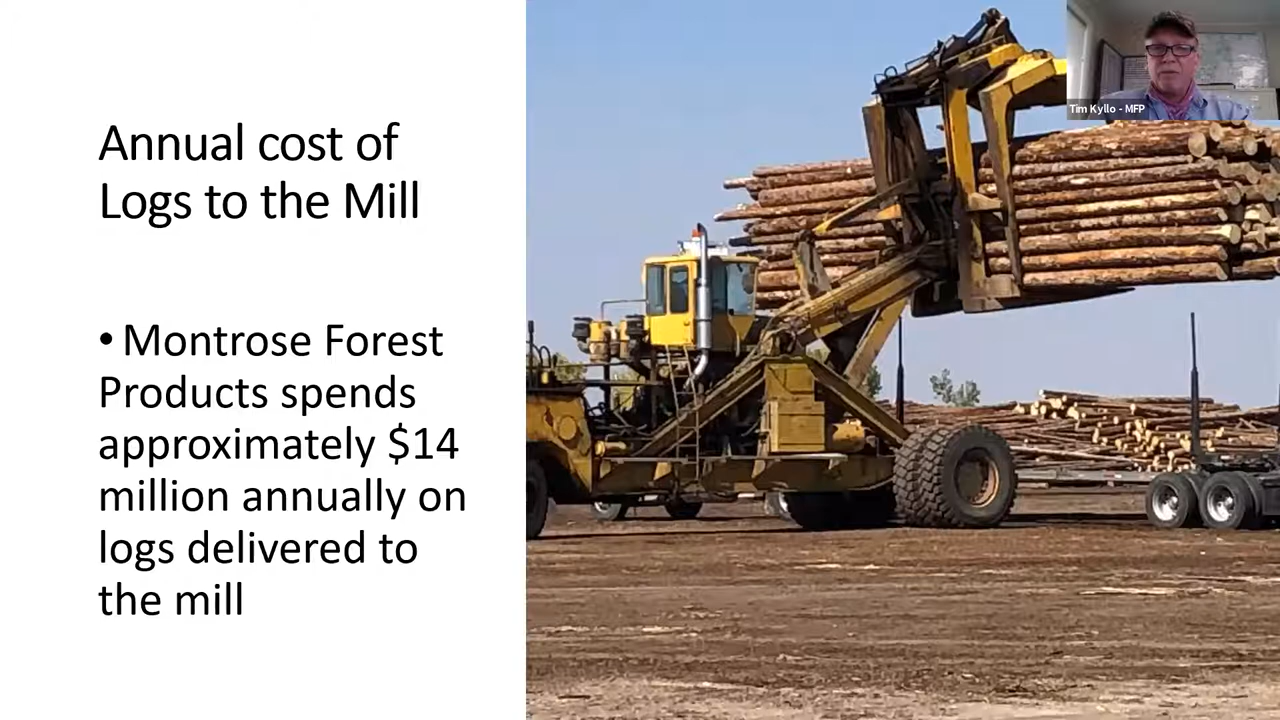 Annual cost of
Logs to the Mill
• Montrose Forest
Products spends
approximately $14
million annually on
logs delivered to
the mill
Tim Kyllo - MFP